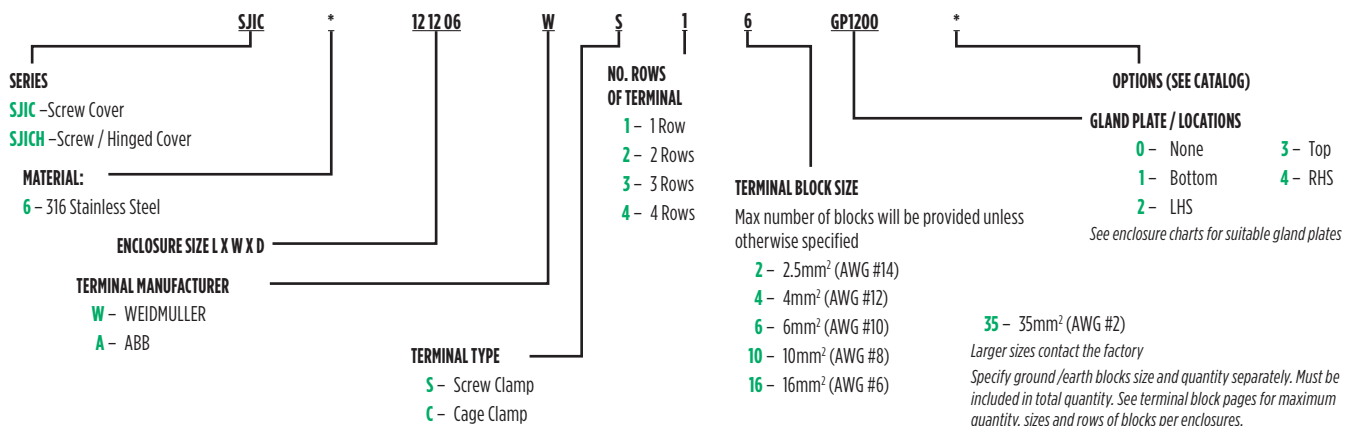 SJIC * 12 12 06 W S 1 6 GP1200 *
SERIES
SJIC –Screw Cover
SJICH –Screw / Hinged Cover
MATERIAL:
6 – 316 Stainless Steel
ENCLOSURE SIZE L X W X D
TERMINAL MANUFACTURER
W – WEIDMULLER
A – ABB
TERMINAL TYPE
S – Screw Clamp
C – Cage Clamp
NO. ROWS
OF TERMINAL
1 – 1 Row
2 – 2 Rows
3 – 3 Rows
4 – 4 Rows
TERMINAL BLOCK SIZE
Max number of blocks will be provided unless
otherwise specified
2 – 2.5mm² (AWG #14)
4 – 4mm² (AWG #12)
6 – 6mm² (AWG #10)
10 – 10mm² (AWG #8)
16 – 16mm² (AWG #6)
35 – 35mm² (AWG #2)
Larger sizes contact the factory
Specify ground /earth blocks size and quantity separately. Must be
included in total quantity. See terminal block pages for maximum
quantity, sizes and rows of blocks per enclosures.
OPTIONS (SEE CATALOG)
GLAND PLATE / LOCATIONS
0 – None
1 – Bottom
2 – LHS
3 – Top
4 – RHS
See enclosure charts for suitable gland plates